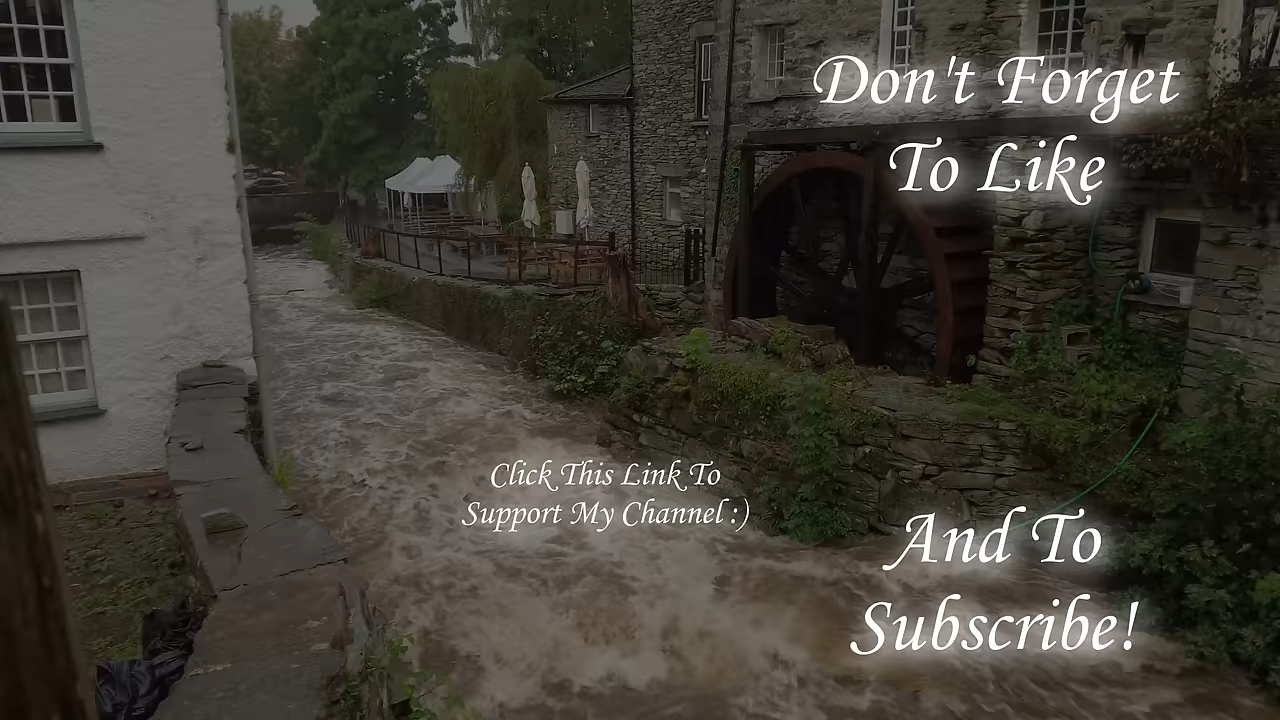 Don't Forget
To Like
Click This Link To
Support My Channel :)
And To
Subscribe!